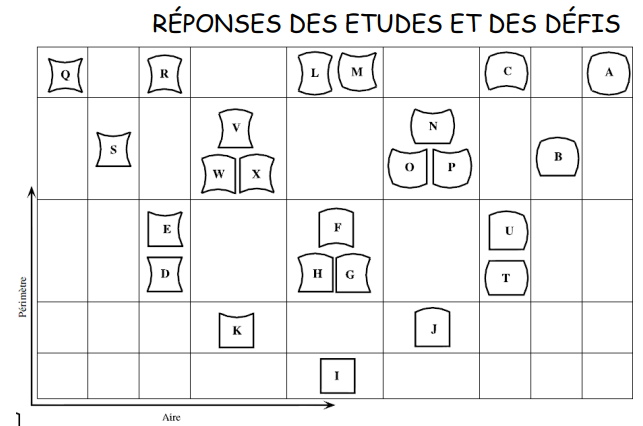 RÉPONSES DES ETUDES ET DES DÉFIS
Q R L M C A
V N
S B
W X O P
E F U
D H G T
K J
I
Périmètre
Aire